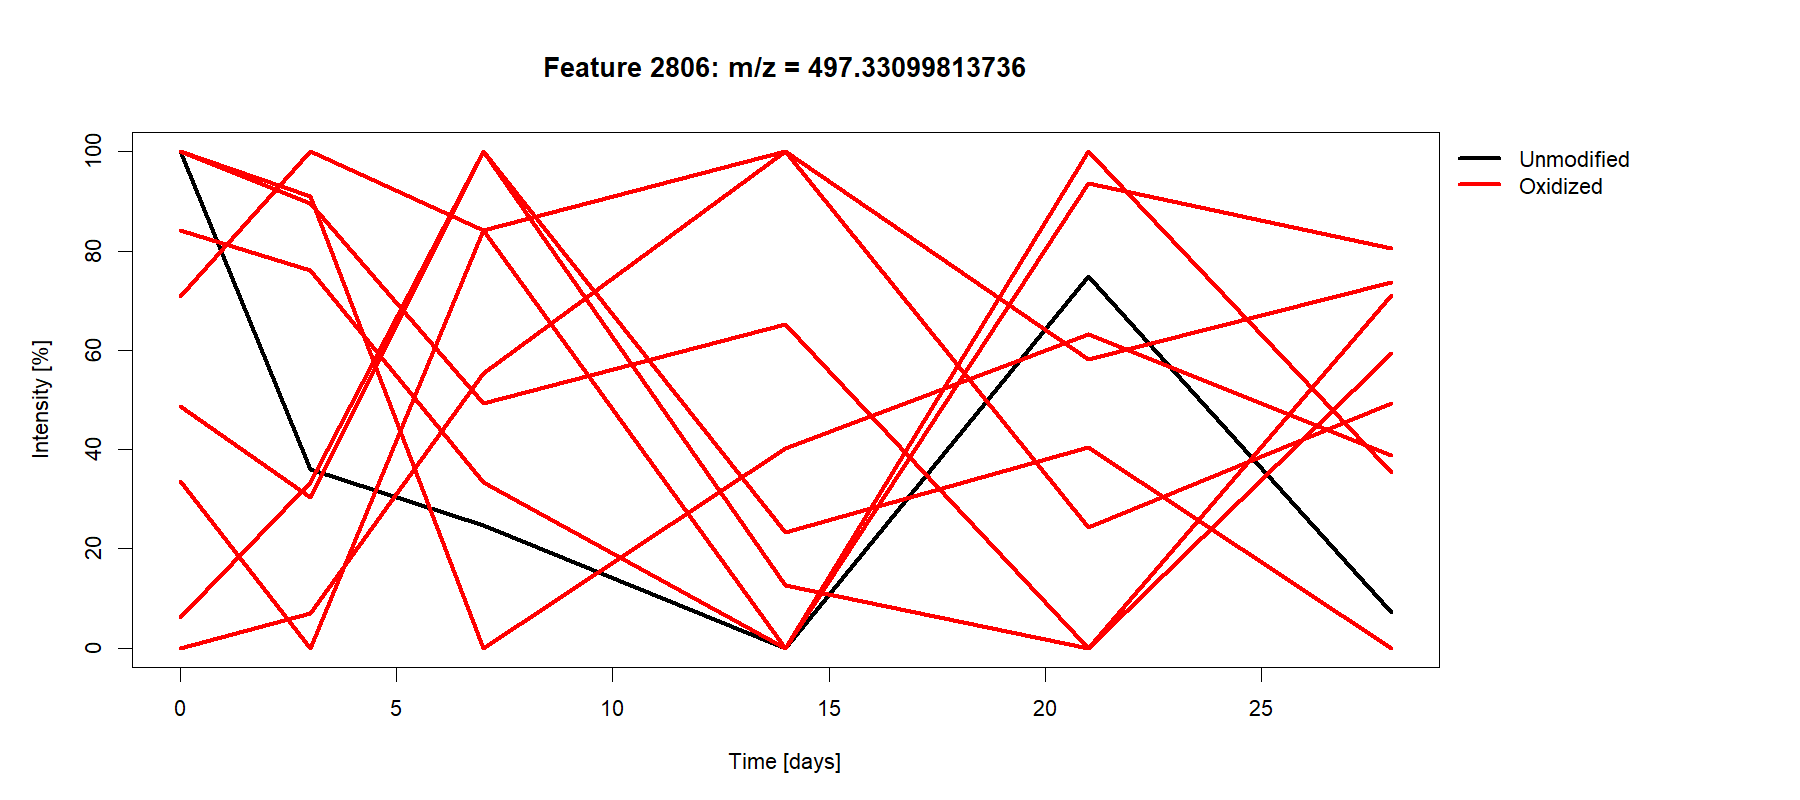 Feature 2806: m/z = 497.33099813736
Unmodified
Oxidized
100
80
60
40
20
0
Intensity [%]
0 5 10 15 20 25
Time [days]